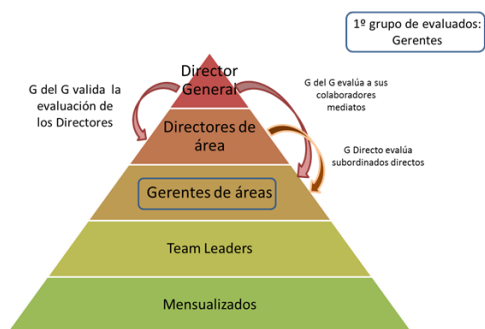 1º grupo de evaluados:
Gerentes
Director
General
G del G valida la
evaluación de
los Directores
G del G evalúa a sus
colaboradores
mediatos
Directores de
área
G Directo evalúa
subordinados directos
Gerentes de áreas
Team Leaders
Mensualizados